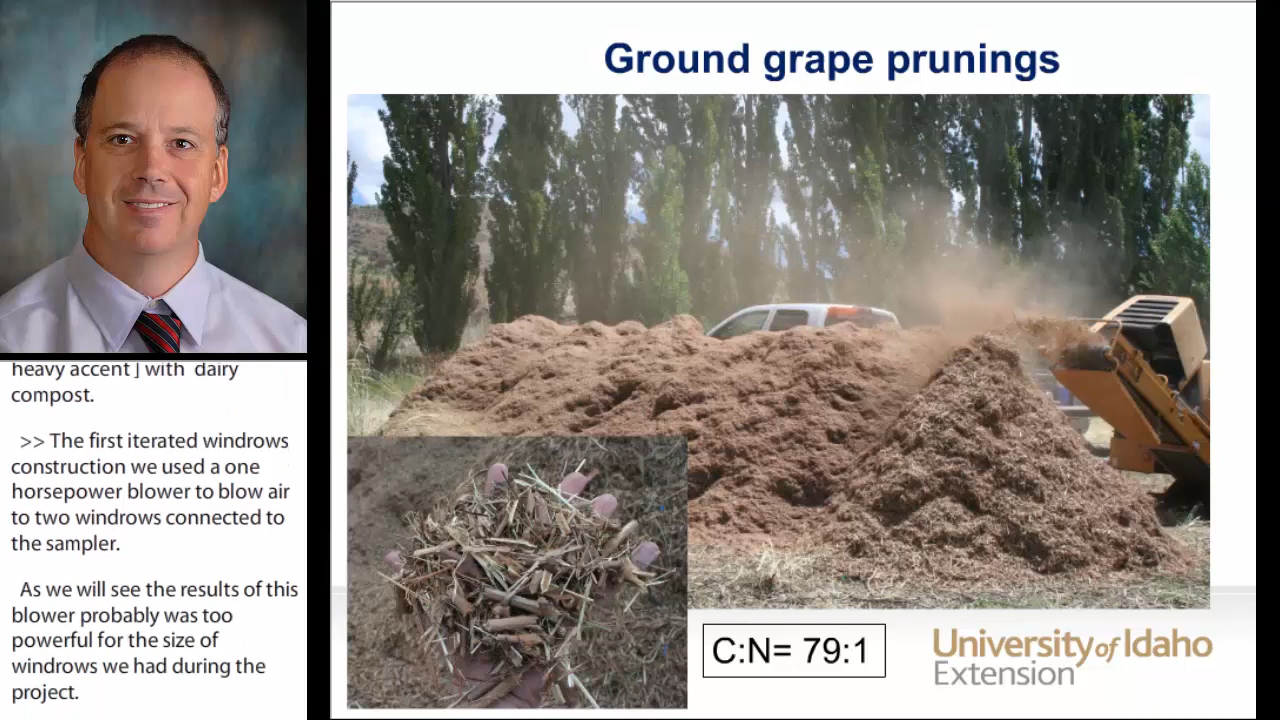 Ground grape prunings
heavy accent ] with dairy
compost.
>> The first iterated windrows
construction we used a one
horsepower blower to blow air
to two windrows connected to
the sampler.
As we will see the results of this
blower probably was too
powerful for the size of
windrows we had during the
project.
C:N= 79:1
University of Idaho
Extension